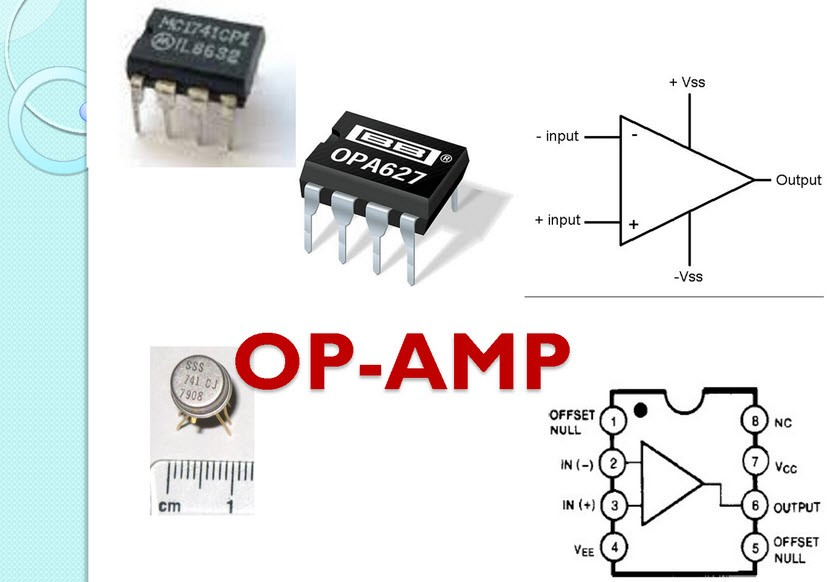 MC1741CP1
IL8632
BB ®
OPA627
+ Vss
- input
-
Output
+ input
+
-Vss
OP-AMP
SSS
741 CJ
7908
cm 1
OFFSET
NULL
1
8 NC
IN (-) 2
7 VCC
IN (+) 3
6 OUTPUT
VEE 4
5 OFFSET
NULL